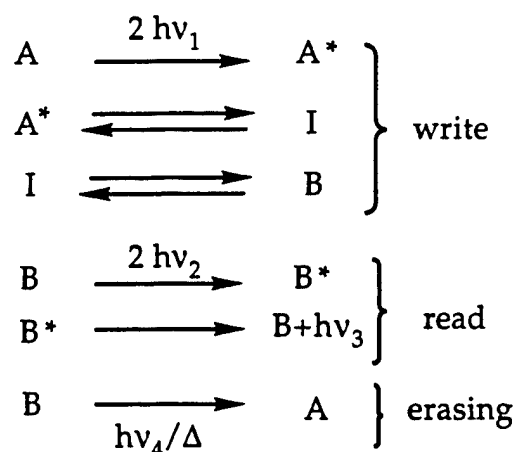 A 2 hν₁ A*
A* I
I B
write
B 2 hν₂ B*
B* B+hν₃
read
B hν₄/Δ A
erasing